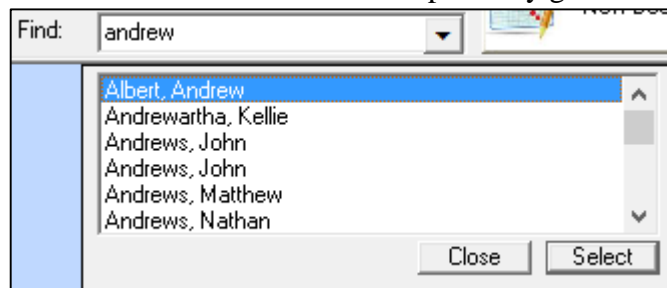 Find:
andrew
Albert, Andrew
Andrewartha, Kellie
Andrews, John
Andrews, John
Andrews, Matthew
Andrews, Nathan
Close
Select